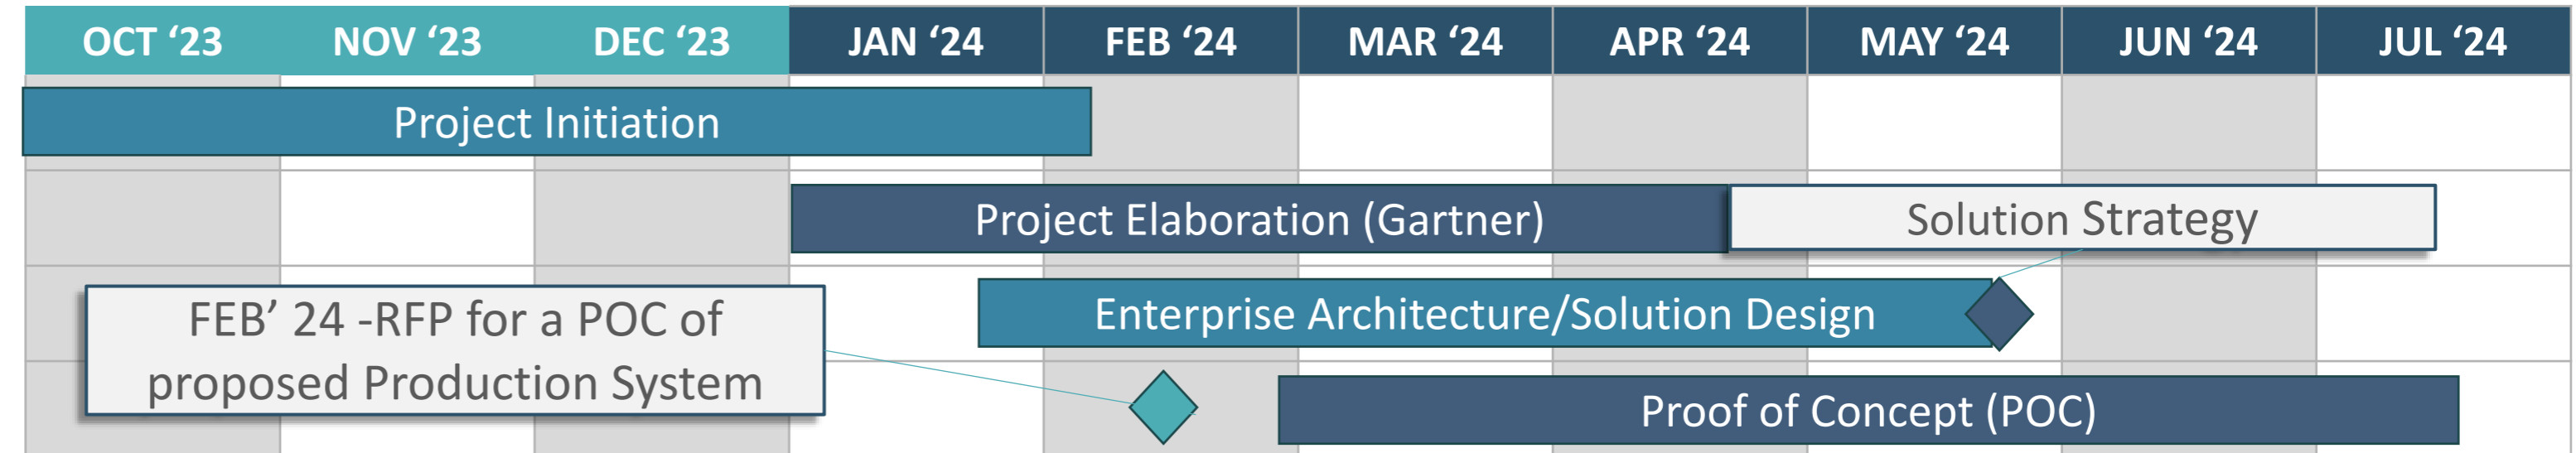 OCT ‘23 NOV ‘23 DEC ‘23 JAN ‘24 FEB ‘24 MAR ‘24 APR ‘24 MAY ‘24 JUN ‘24 JUL ‘24
Project Initiation
Project Elaboration (Gartner)
Solution Strategy
Enterprise Architecture/Solution Design
FEB’ 24 -RFP for a POC of
proposed Production System
Proof of Concept (POC)